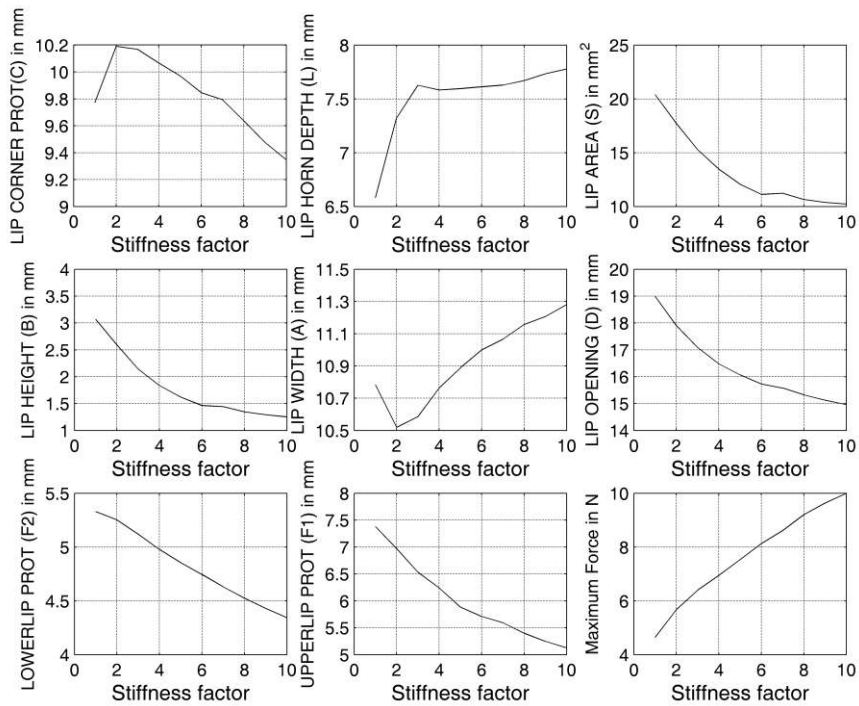 LIP CORNER PROT(C) in mm
10.2
10
9.8
9.6
9.4
9.2
9
0 2 4 6 8 10
Stiffness factor
LIP HORN DEPTH (L) in mm
8
7.5
7
6.5
0 2 4 6 8 10
Stiffness factor
LIP AREA (S) in mm²
25
20
15
10
0 2 4 6 8 10
Stiffness factor
LIP HEIGHT (B) in mm
4
3.5
3
2.5
2
1.5
1
0 2 4 6 8 10
Stiffness factor
LIP WIDTH (A) in mm
11.5
11.3
11.1
10.9
10.7
10.5
0 2 4 6 8 10
Stiffness factor
LIP OPENING (D) in mm
20
19
18
17
16
15
14
0 2 4 6 8 10
Stiffness factor
LOWERLIP PROT (F2) in mm
5.5
5
4.5
4
0 2 4 6 8 10
Stiffness factor
UPPERLIP PROT (F1) in mm
8
7.5
7
6.5
6
5.5
5
0 2 4 6 8 10
Stiffness factor
Maximum Force in N
10
8
6
4
0 2 4 6 8 10
Stiffness factor